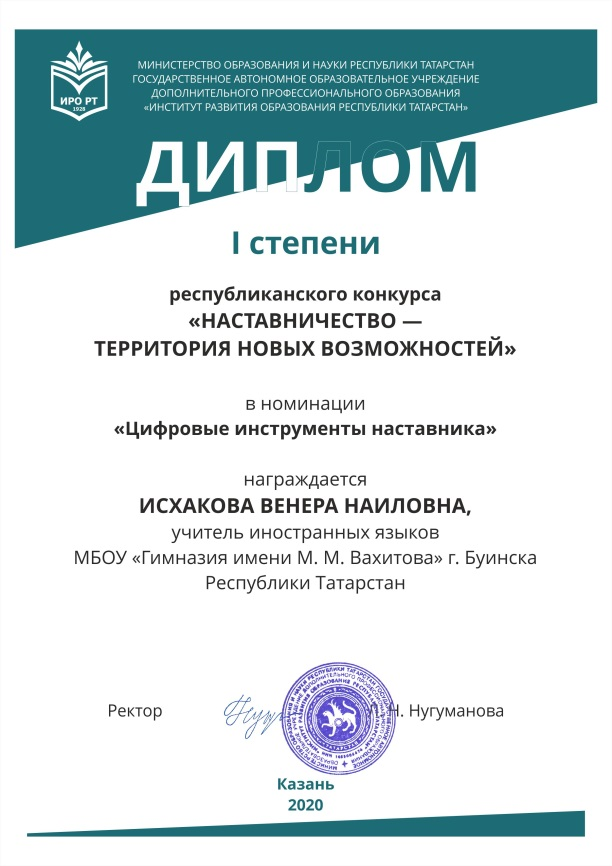 МИНИСТЕРСТВО ОБРАЗОВАНИЯ И НАУКИ РЕСПУБЛИКИ ТАТАРСТАН
ГОСУДАРСТВЕННОЕ АВТОНОМНОЕ ОБРАЗОВАТЕЛЬНОЕ УЧРЕЖДЕНИЕ
ДОПОЛНИТЕЛЬНОГО ПРОФЕССИОНАЛЬНОГО ОБРАЗОВАНИЯ
«ИНСТИТУТ РАЗВИТИЯ ОБРАЗОВАНИЯ РЕСПУБЛИКИ ТАТАРСТАН»
ИРО РТ
1928
ДИПЛОМ
I степени
республиканского конкурса
«НАСТАВНИЧЕСТВО —
ТЕРРИТОРИЯ НОВЫХ ВОЗМОЖНОСТЕЙ»
в номинации
«Цифровые инструменты наставника»
награждается
ИСХАКОВА ВЕНЕРА НАИЛОВНА,
учитель иностранных языков
МБОУ «Гимназия имени М. М. Вахитова» г. Буинска
Республики Татарстан
Ректор
Н. Нугуманова
Казань
2020